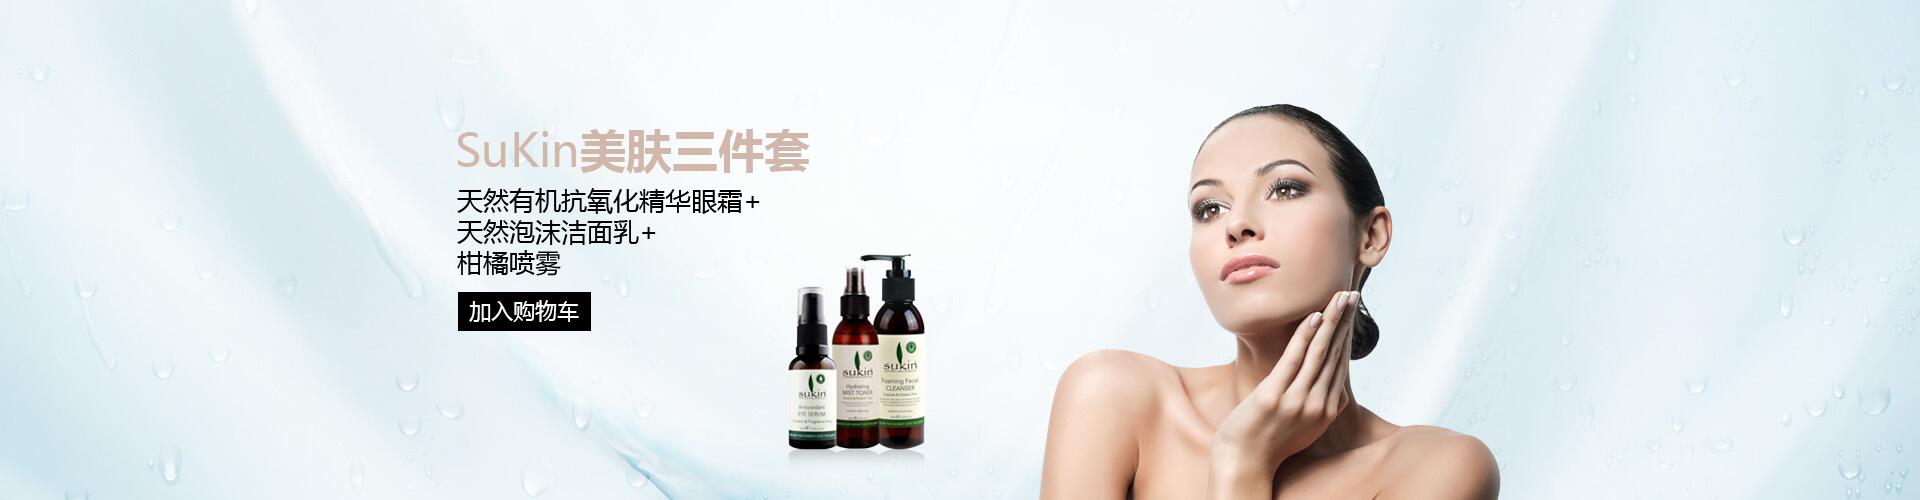 SuKin美肤三件套
天然有机抗氧化精华眼霜+
天然泡沫洁面乳+
柑橘喷雾
加入购物车
sukin
Antioxidant
EYE SERUM
sukin
Hydrating
MIST TONER
sukin
Foaming Facial
CLEANSER